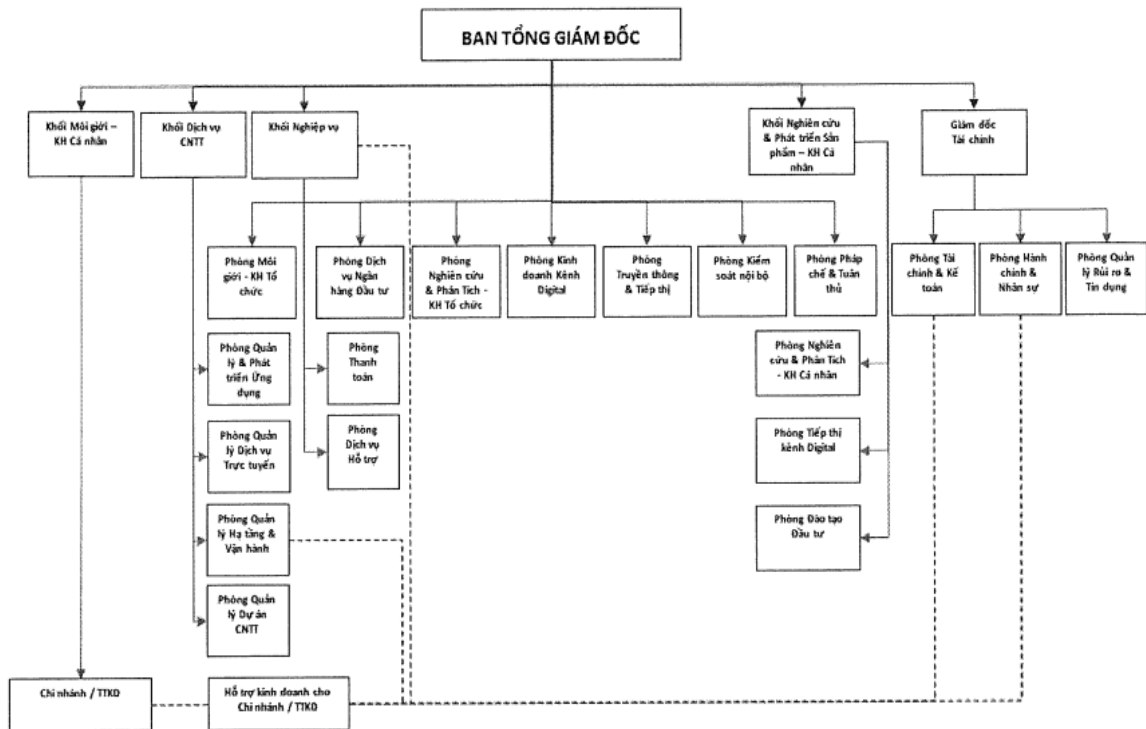 BAN TỔNG GIÁM ĐỐC
Khối Môi giới –
KH Cá nhân
Khối Dịch vụ
CNTT
Khối Nghiệp vụ
Khối Nghiên cứu
& Phát triển Sản
phẩm – KH Cá
nhân
Giám đốc
Tài chính
Phòng Môi
giới - KH Tổ
chức
Phòng Dịch
vụ Ngân
hàng Đầu tư
Phòng
Nghiên cứu
& Phân Tích -
KH Tổ chức
Phòng Kinh
doanh Kênh
Digital
Phòng
Truyền thông
& Tiếp thị
Phòng Kiểm
soát nội bộ
Phòng Pháp
chế & Tuân
thủ
Phòng Tài
chính & Kế
toán
Phòng Hành
chính &
Nhân sự
Phòng Quản
lý Rủi ro &
Tín dụng
Phòng Quản
lý & Phát
triển Ứng
dụng
Phòng
Thanh
toán
Phòng Nghiên
cứu & Phân Tích
- KH Cá nhân
Phòng Quản
lý Dịch vụ
Trực tuyến
Phòng
Dịch vụ
Hỗ trợ
Phòng Tiếp thị
kênh Digital
Phòng Quản
lý Hạ tầng &
Vận hành
Phòng Đào tạo
Đầu tư
Phòng Quản
lý Dự án
CNTT
Chi nhánh / TTKD
Hỗ trợ kinh doanh cho
Chi nhánh / TTKD